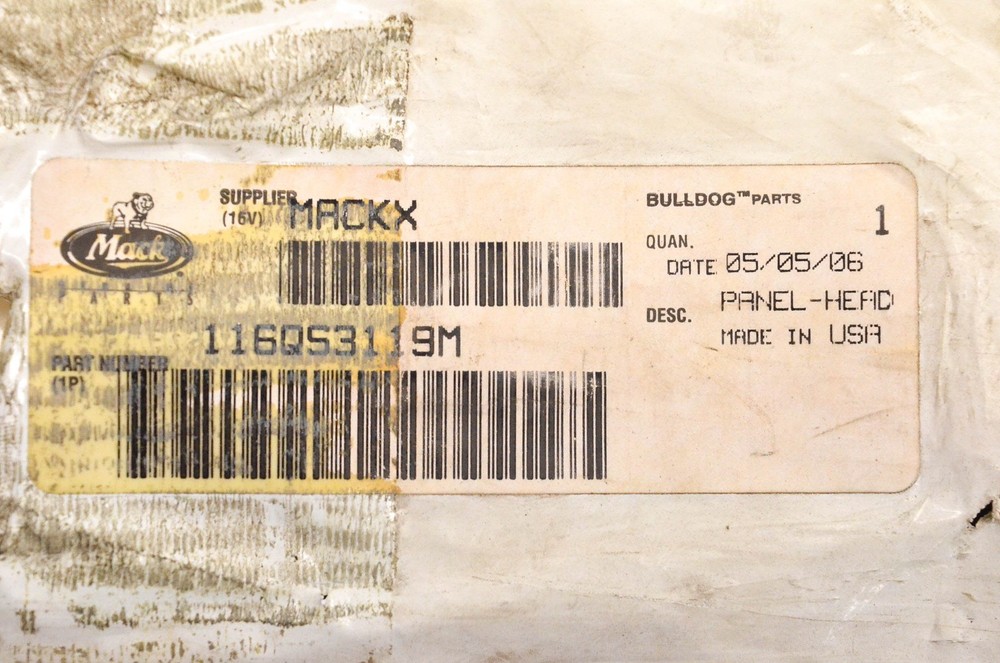 Mack
PARTS
SUPPLIER
(16V) MACKX
116QS3119M
PART NUMBER
(1P)
BULLDOG™ PARTS
QUAN. 1
DATE 05/05/06
DESC. PANEL-HEAD
MADE IN USA